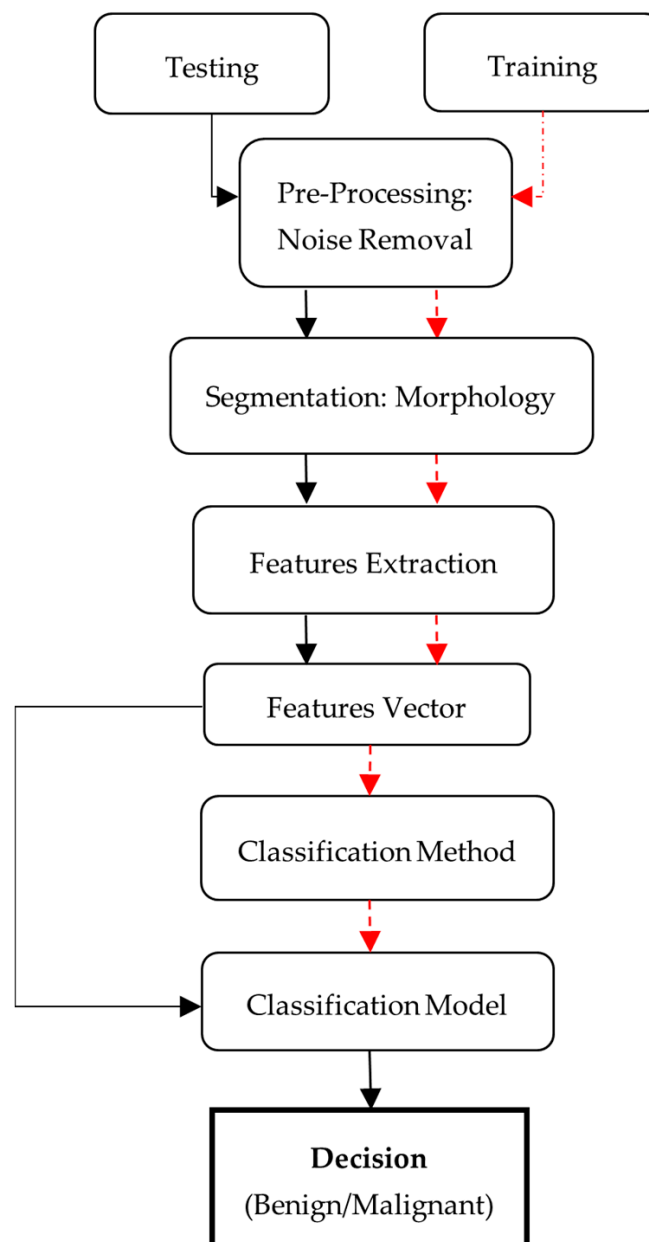 Testing
Training
Pre-Processing:
Noise Removal
Segmentation: Morphology
Features Extraction
Features Vector
Classification Method
Classification Model
Decision
(Benign/Malignant)